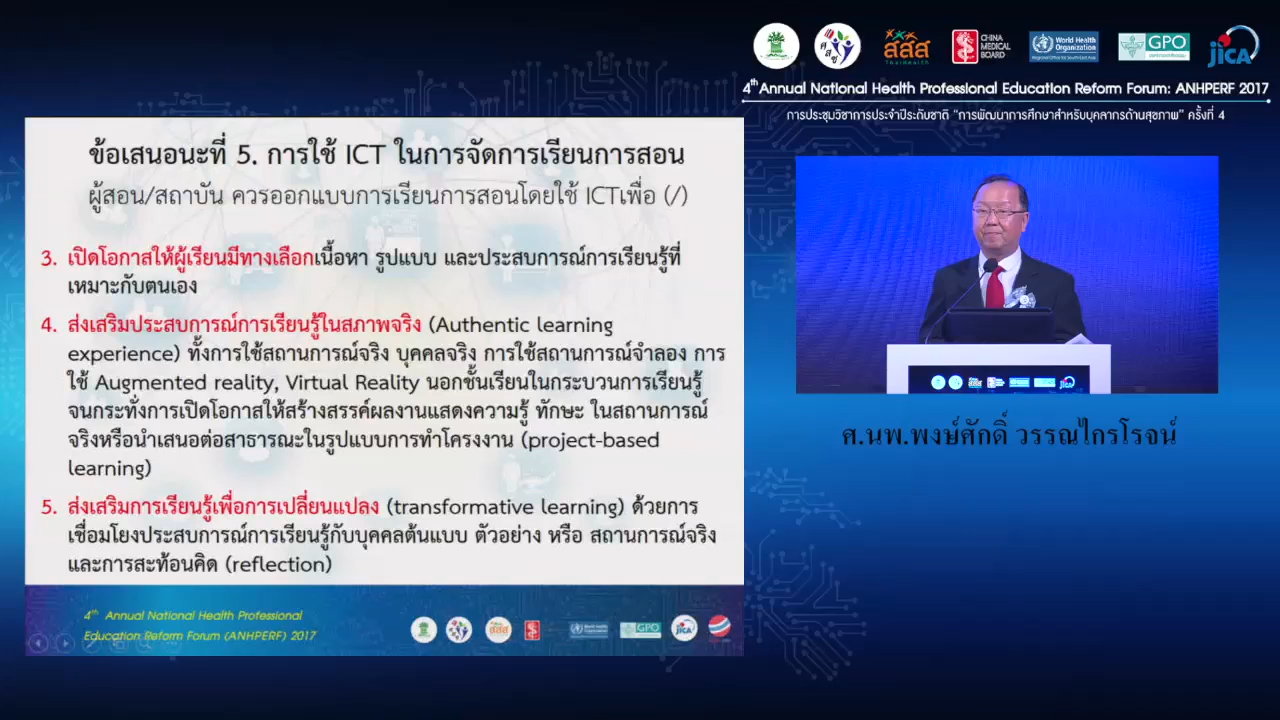 สสส
ThaiHealth
CHINA
MEDICAL
BOARD
World Health
Organization
Regional Office for South-East Asia
GPO
JICA
4th Annual National Health Professional Education Reform Forum: ANHPERF 2017
การประชุมวิชาการประจำปีระดับชาติ "การพัฒนาการศึกษาสำหรับบุคลากรด้านสุขภาพ" ครั้งที่ 4
ข้อเสนอนะที่ 5. การใช้ ICT ในการจัดการเรียนการสอน
ผู้สอน/สถาบัน ควรออกแบบการเรียนการสอนโดยใช้ ICTเพื่อ (/)
3. เปิดโอกาสให้ผู้เรียนมีทางเลือกเนื้อหา รูปแบบ และประสบการณ์การเรียนรู้ที่
เหมาะกับตนเอง
4. ส่งเสริมประสบการณ์การเรียนรู้ในสภาพจริง (Authentic learning
experience) ทั้งการใช้สถานการณ์จริง บุคคลจริง การใช้สถานการณ์จำลอง การ
ใช้ Augmented reality, Virtual Reality นอกชั้นเรียนในกระบวนการเรียนรู้
จนกระทั่งการเปิดโอกาสให้สร้างสรรค์ผลงานแสดงความรู้ ทักษะ ในสถานการณ์
จริงหรือนำเสนอต่อสาธารณะในรูปแบบการทำโครงงาน (project-based
learning)
5. ส่งเสริมการเรียนรู้เพื่อการเปลี่ยนแปลง (transformative learning) ด้วยการ
เชื่อมโยงประสบการณ์การเรียนรู้กับบุคคลต้นแบบ ตัวอย่าง หรือ สถานการณ์จริง
และการสะท้อนคิด (reflection)
4th Annual National Health Professional
Education Reform Forum (ANHPERF) 2017
สสส
GPO
JICA
ศ.นพ.พงษ์ศักดิ์ วรรณไกรโรจน์